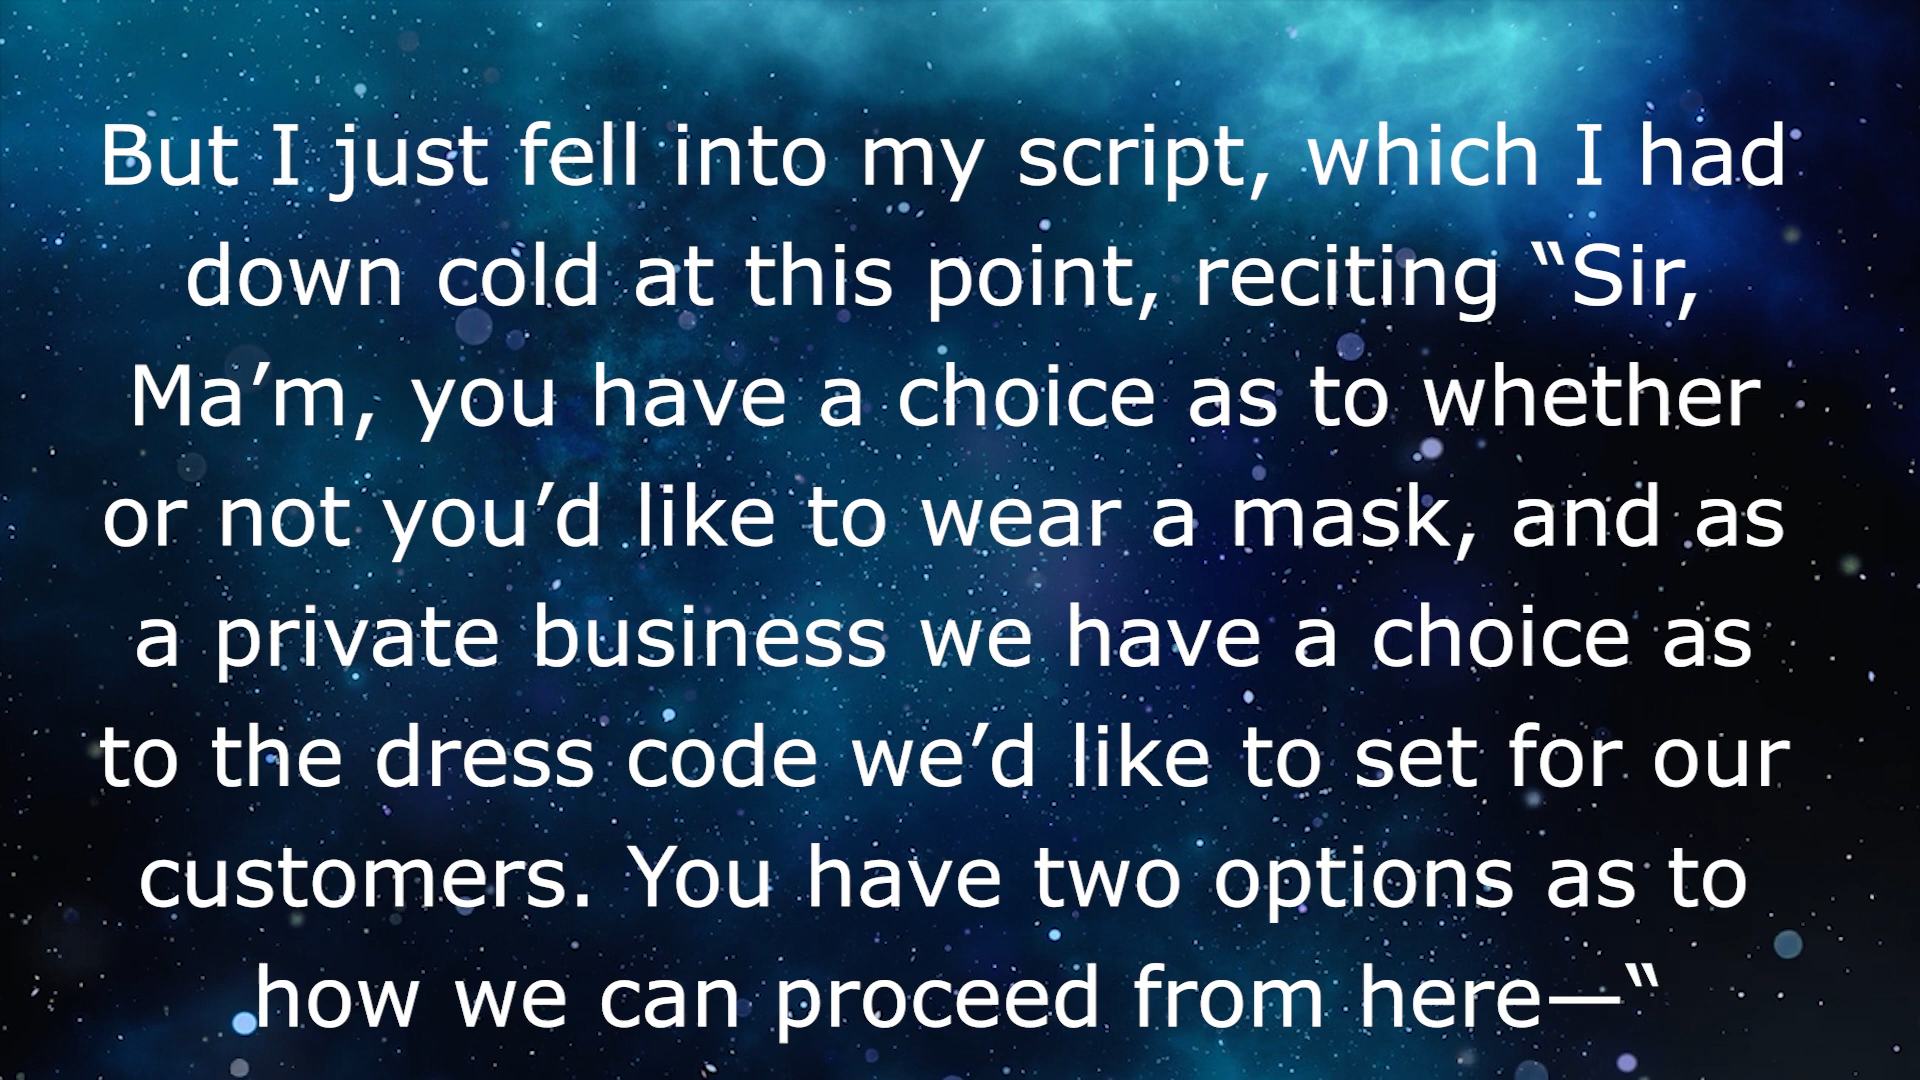 But I just fell into my script, which I had
down cold at this point, reciting “Sir,
Ma’m, you have a choice as to whether
or not you’d like to wear a mask, and as
a private business we have a choice as
to the dress code we’d like to set for our
customers. You have two options as to
how we can proceed from here—“